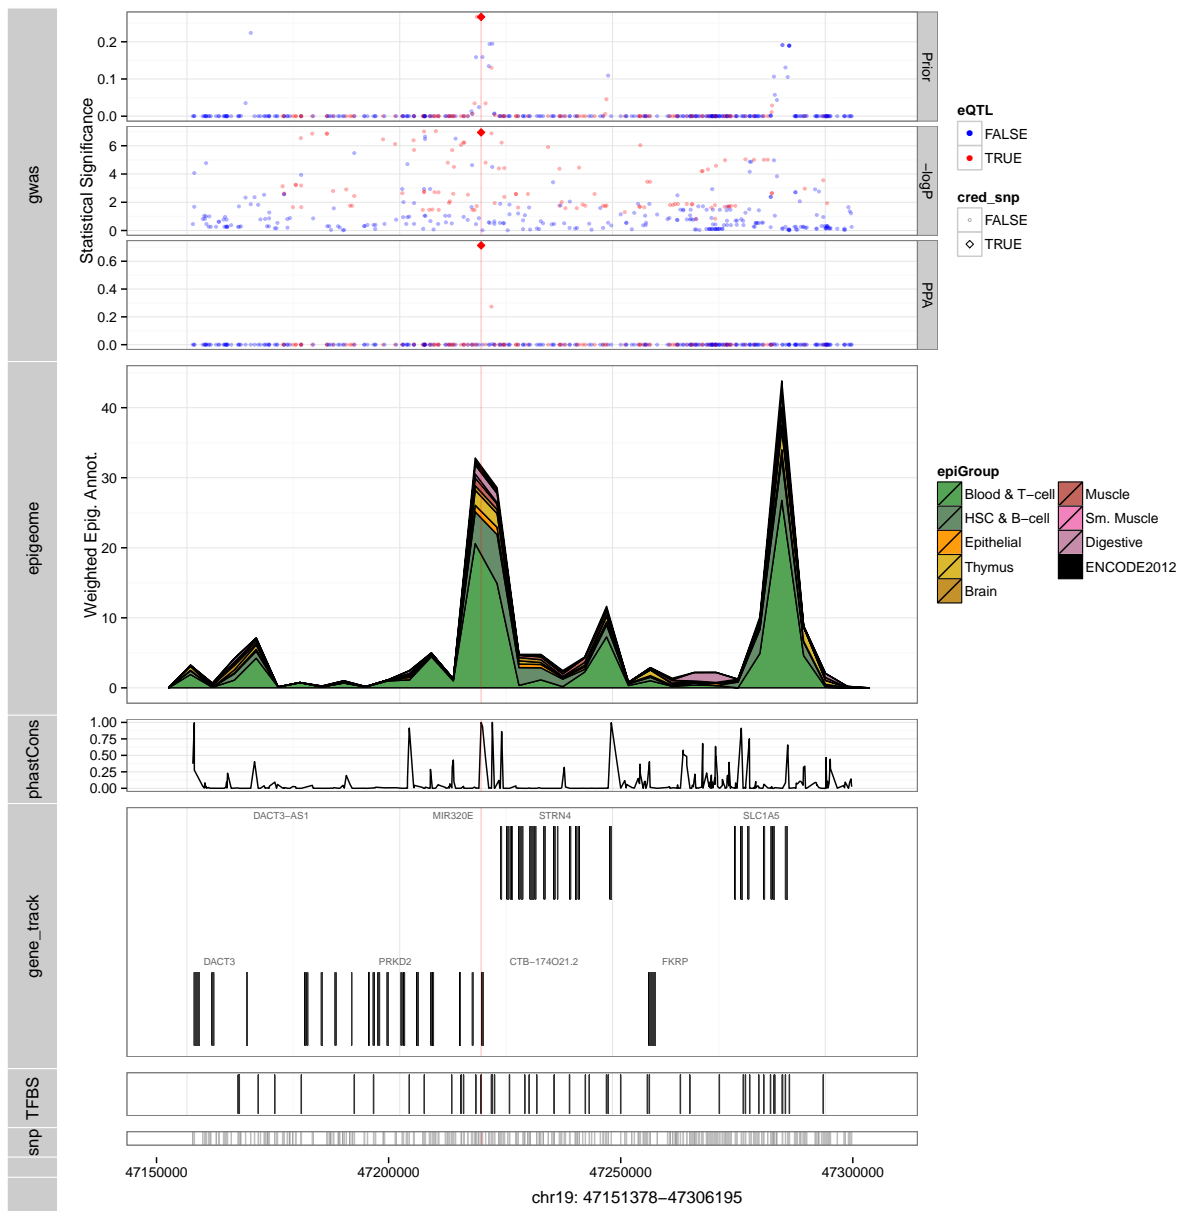 gwas
Statistical Significance
0.2
0.1
0.0
Prior
6
4
2
0
−logP
0.6
0.4
0.2
0.0
PPA
eQTL
FALSE
TRUE
cred_snp
FALSE
TRUE
epigeome
Weighted Epig. Annot.
40
30
20
10
0
epiGroup
Blood & T−cell
HSC & B−cell
Epithelial
Thymus
Brain
Muscle
Sm. Muscle
Digestive
ENCODE2012
phastCons
1.00
0.75
0.50
0.25
0.00
gene_track
DACT3−AS1 MIR320E STRN4 SLC1A5
DACT3 PRKD2 CTB−174O21.2 FKRP
TFBS
snp
47150000 47200000 47250000 47300000
chr19: 47151378−47306195